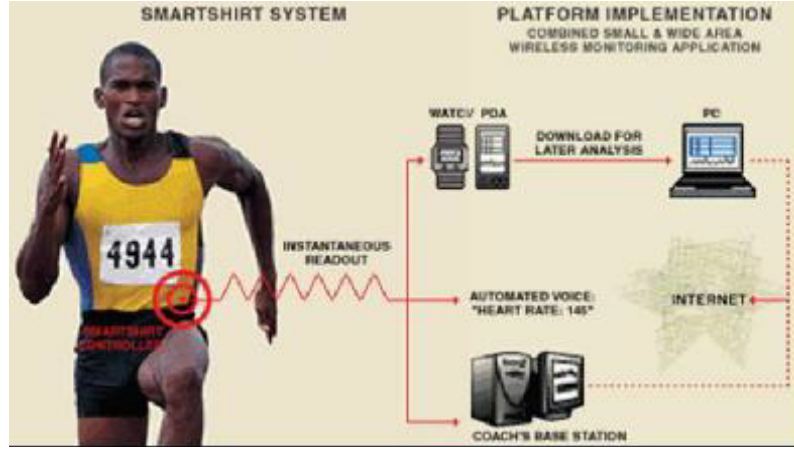 SMARTSHIRT SYSTEM
PLATFORM IMPLEMENTATION
COMBINED SMALL & WIDE AREA
WIRELESS MONITORING APPLICATION
WATCH/ PDA
PC
DOWNLOAD FOR
LATER ANALYSIS
4944
INSTANTANEOUS
READOUT
SMARTSHIRT
CONTROLLER
AUTOMATED VOICE:
"HEART RATE: 145"
INTERNET
COACH'S BASE STATION